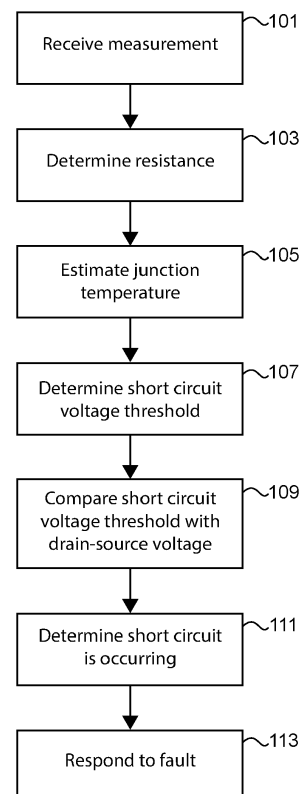 Receive measurement
101
Determine resistance
103
Estimate junction
temperature
105
Determine short circuit
voltage threshold
107
Compare short circuit
voltage threshold with
drain-source voltage
109
Determine short circuit
is occurring
111
Respond to fault
113